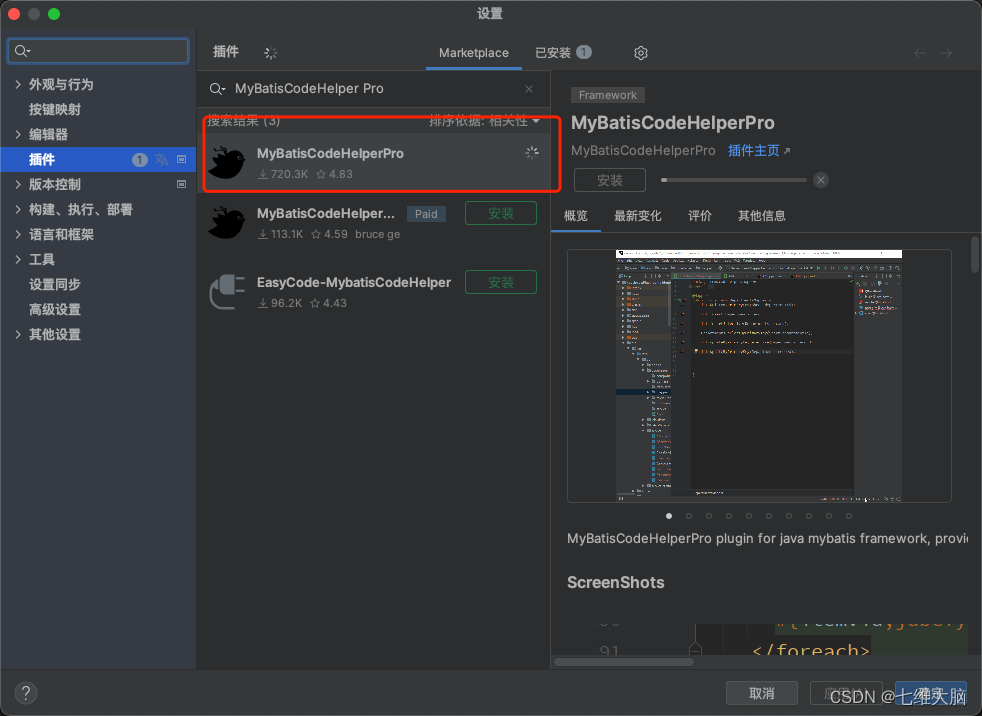 设置
插件
Marketplace
已安装 1
外观与行为
按键映射
编辑器
插件 1
版本控制
构建、执行、部署
语言和框架
工具
设置同步
高级设置
其他设置
MyBatisCodeHelper Pro
搜索结果 (3) 排序依据: 相关性
MyBatisCodeHelperPro
720.3K 4.83
MyBatisCodeHelper... Paid 安装
113.1K 4.59 bruce ge
EasyCode-MybatisCodeHelper 安装
96.2K 4.43
Framework
MyBatisCodeHelperPro
MyBatisCodeHelperPro 插件主页
安装
概览 最新变化 评价 其他信息
MyBatisCodeHelperPro plugin for java mybatis framework, provi
ScreenShots
91 </foreach>
? 取消
CSDN @七维大脑